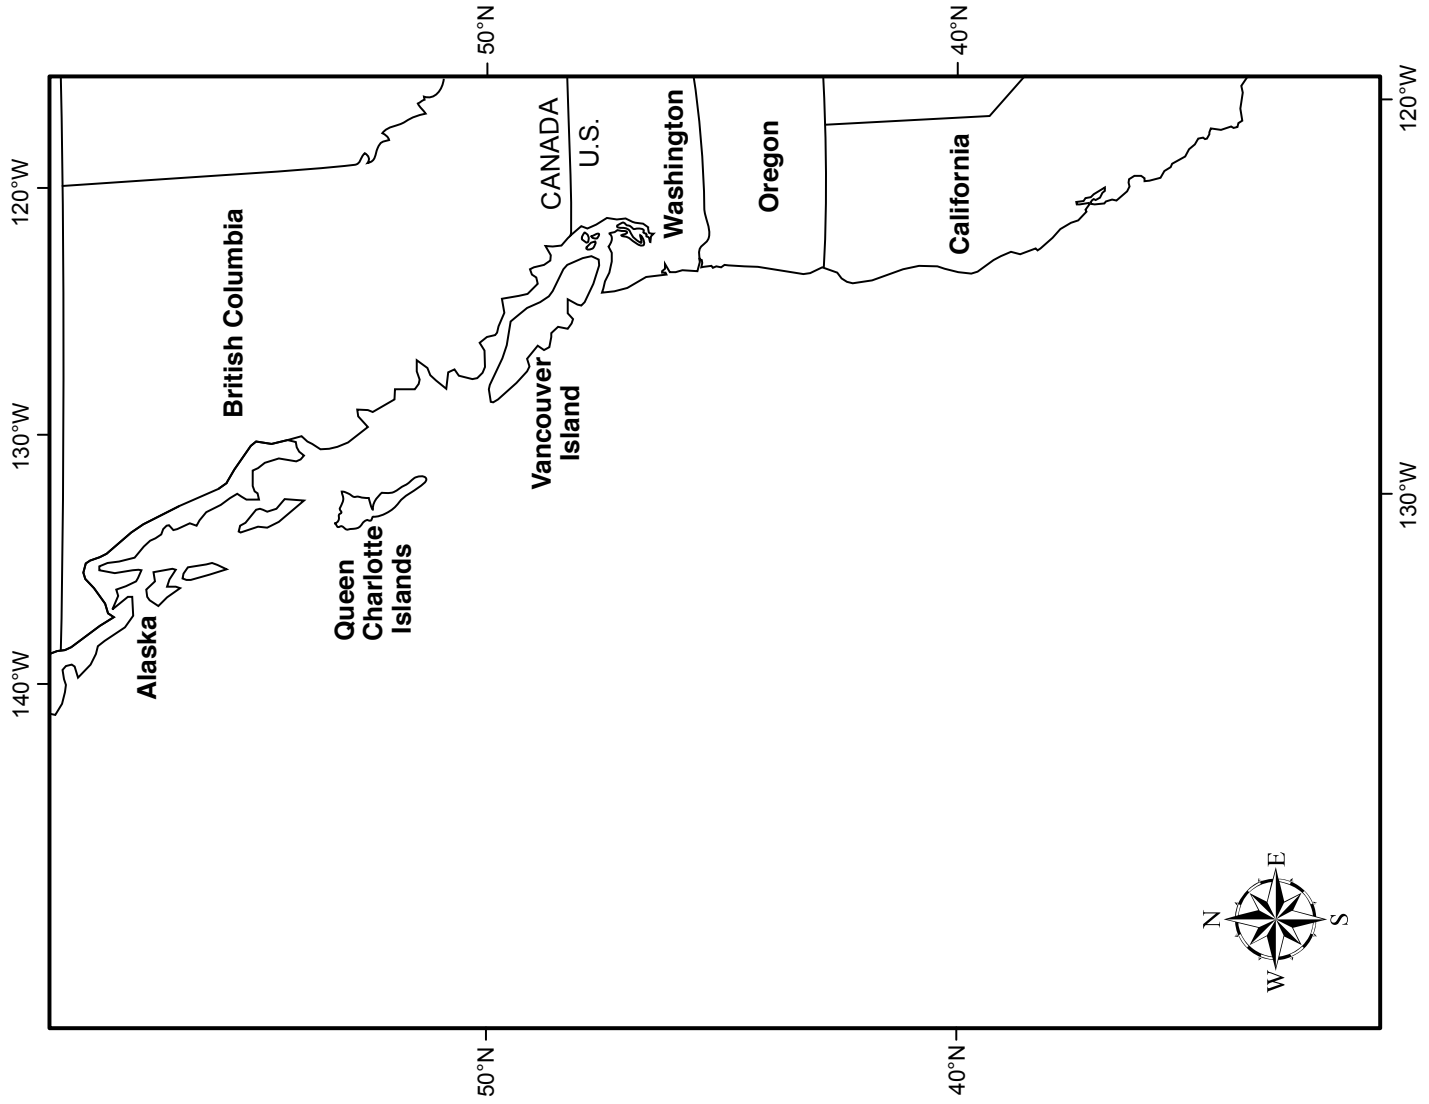 120°W
130°W
140°W
50°N
40°N
British Columbia
CANADA
U.S.
Washington
Oregon
California
Vancouver
Island
Queen
Charlotte
Islands
Alaska
N
E
S
W
50°N
40°N
120°W
130°W